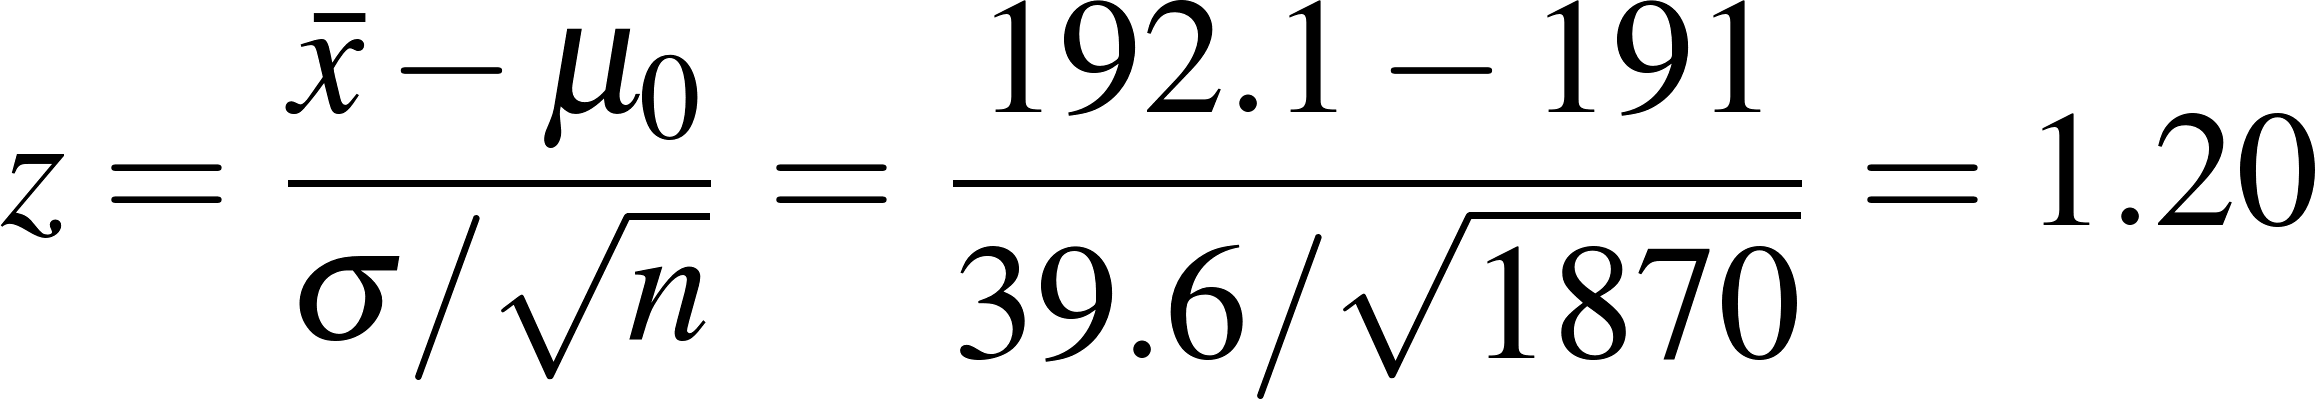 z = x̄ − μ₀ / σ/√n = 192.1 − 191 / 39.6/√1870 = 1.20